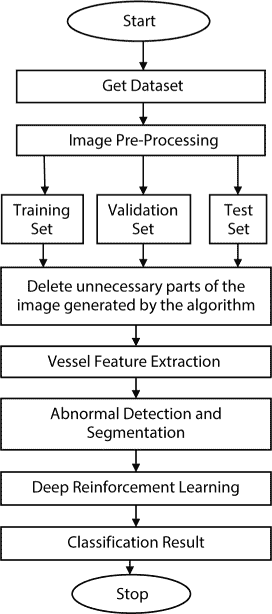 Start
Get Dataset
Image Pre-Processing
Training
Set
Validation
Set
Test
Set
Delete unnecessary parts of the
image generated by the algorithm
Vessel Feature Extraction
Abnormal Detection and
Segmentation
Deep Reinforcement Learning
Classification Result
Stop